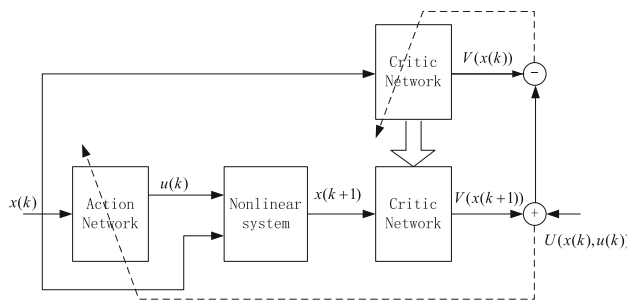 Critic
Network
V(x(k))
−
x(k)
Action
Network
u(k)
Nonlinear
system
x(k+1)
Critic
Network
V(x(k+1))
+
U(x(k),u(k))